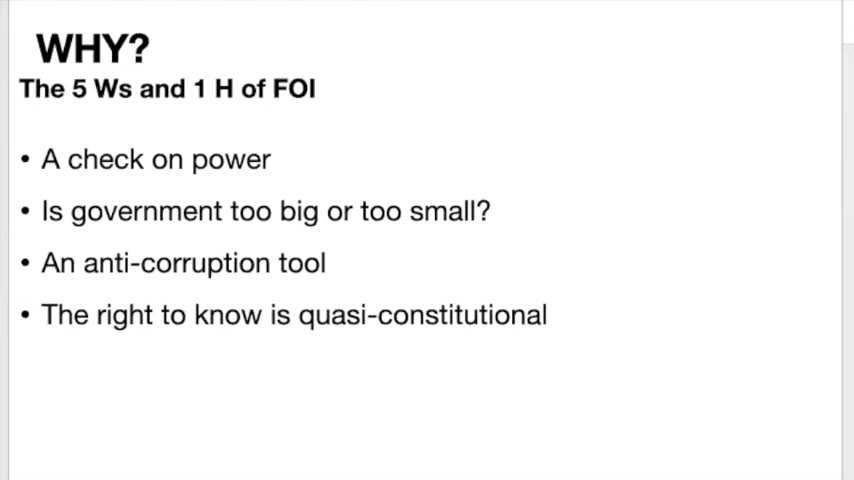 WHY?
The 5 Ws and 1 H of FOI
• A check on power
• Is government too big or too small?
• An anti-corruption tool
• The right to know is quasi-constitutional